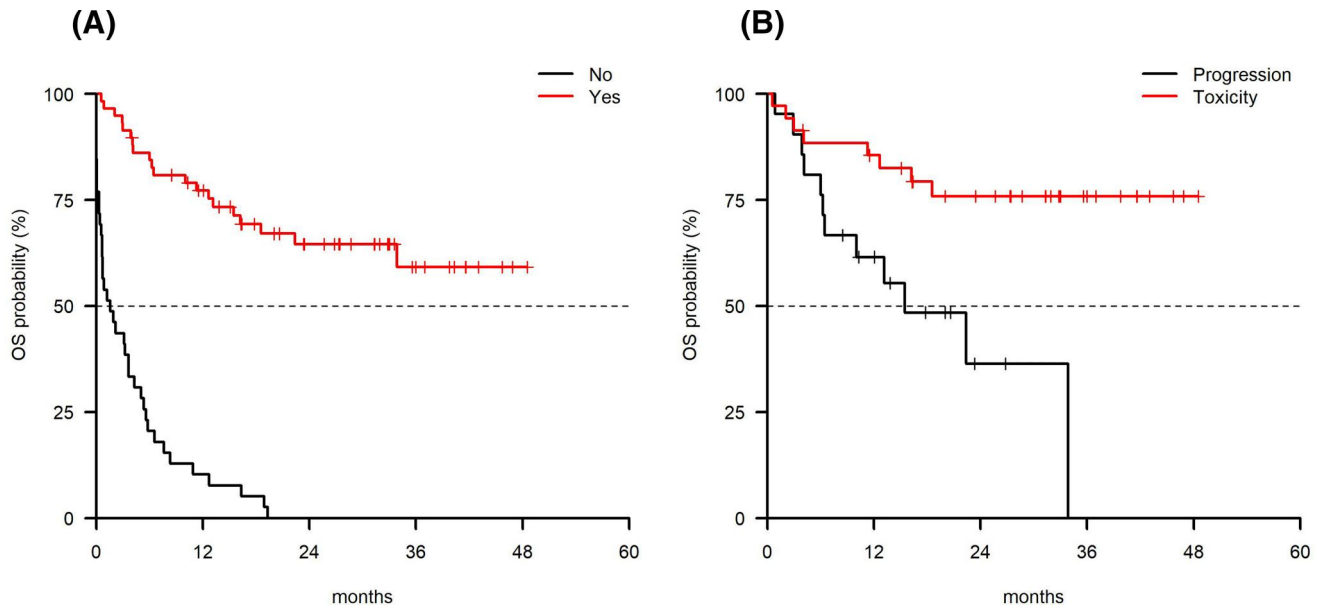 (A)
No
Yes
100
75
50
25
0
OS probability (%)
0 12 24 36 48 60
months
(B)
Progression
Toxicity
100
75
50
25
0
OS probability (%)
0 12 24 36 48 60
months